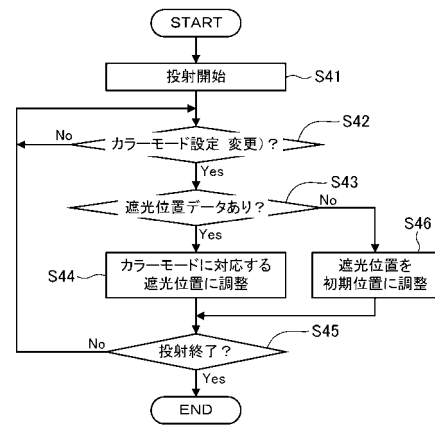 START
投射開始
S41
カラーモード設定 変更)?
S42
No
Yes
遮光位置データあり?
S43
No
Yes
カラーモードに対応する
遮光位置に調整
S44
遮光位置を
初期位置に調整
S46
投射終了?
S45
No
Yes
END